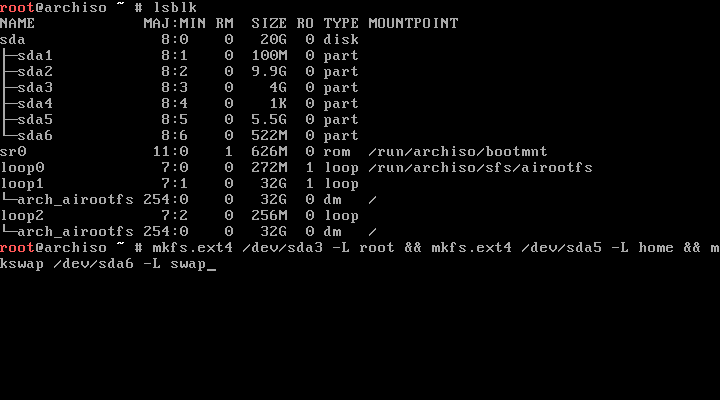 root@archiso ~ # lsblk
NAME            MAJ:MIN RM   SIZE RO TYPE MOUNTPOINT
sda               8:0    0    20G  0 disk
├─sda1            8:1    0   100M  0 part
├─sda2            8:2    0   9.9G  0 part
├─sda3            8:3    0     4G  0 part
├─sda4            8:4    0     1K  0 part
├─sda5            8:5    0   5.5G  0 part
└─sda6            8:6    0   522M  0 part
sr0              11:0    1   626M  0 rom  /run/archiso/bootmnt
loop0             7:0    0   272M  1 loop /run/archiso/sfs/airootfs
loop1             7:1    0    32G  1 loop
└─arch_airootfs 254:0    0    32G  0 dm   /
loop2             7:2    0   256M  0 loop
└─arch_airootfs 254:0    0    32G  0 dm   /
root@archiso ~ # mkfs.ext4 /dev/sda3 -L root && mkfs.ext4 /dev/sda5 -L home && m
kswap /dev/sda6 -L swap_